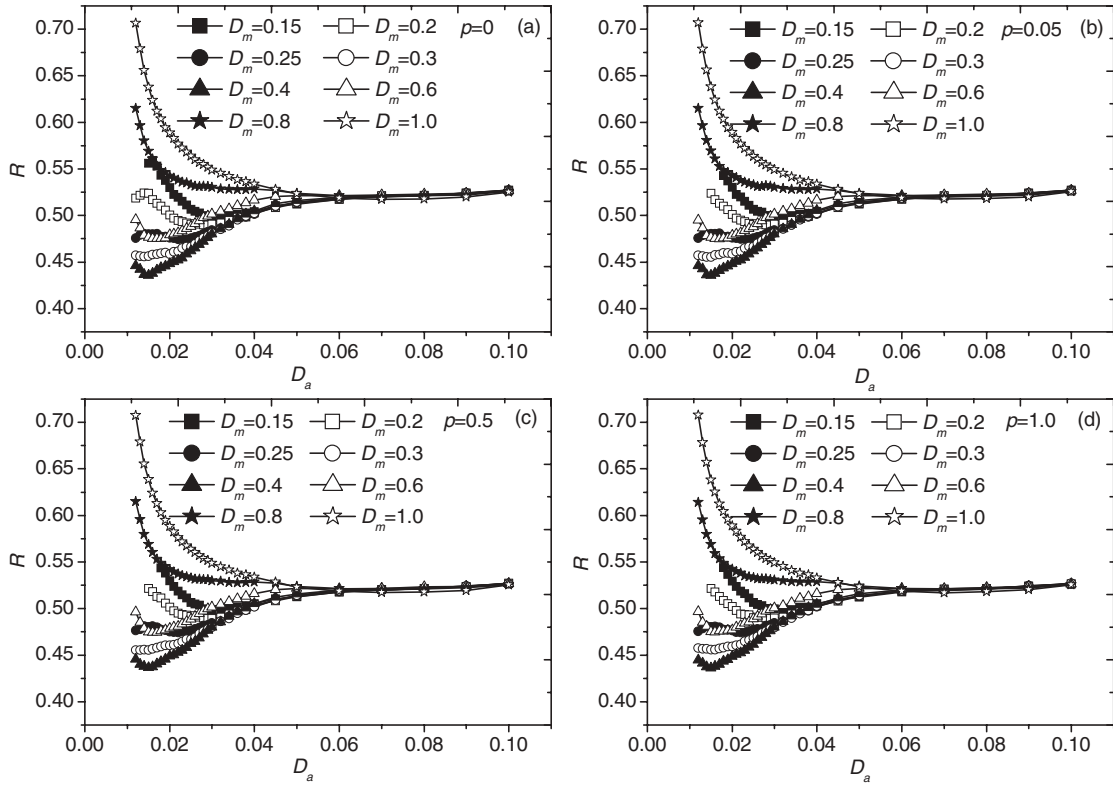 D_m=0.15 D_m=0.2 p=0 (a)
D_m=0.25 D_m=0.3
D_m=0.4 D_m=0.6
D_m=0.8 D_m=1.0
0.70
0.65
0.60
0.55
0.50
0.45
0.40
R
0.00 0.02 0.04 0.06 0.08 0.10
D_a
D_m=0.15 D_m=0.2 p=0.05 (b)
D_m=0.25 D_m=0.3
D_m=0.4 D_m=0.6
D_m=0.8 D_m=1.0
0.70
0.65
0.60
0.55
0.50
0.45
0.40
R
0.00 0.02 0.04 0.06 0.08 0.10
D_a
D_m=0.15 D_m=0.2 p=0.5 (c)
D_m=0.25 D_m=0.3
D_m=0.4 D_m=0.6
D_m=0.8 D_m=1.0
0.70
0.65
0.60
0.55
0.50
0.45
0.40
R
0.00 0.02 0.04 0.06 0.08 0.10
D_a
D_m=0.15 D_m=0.2 p=1.0 (d)
D_m=0.25 D_m=0.3
D_m=0.4 D_m=0.6
D_m=0.8 D_m=1.0
0.70
0.65
0.60
0.55
0.50
0.45
0.40
R
0.00 0.02 0.04 0.06 0.08 0.10
D_a